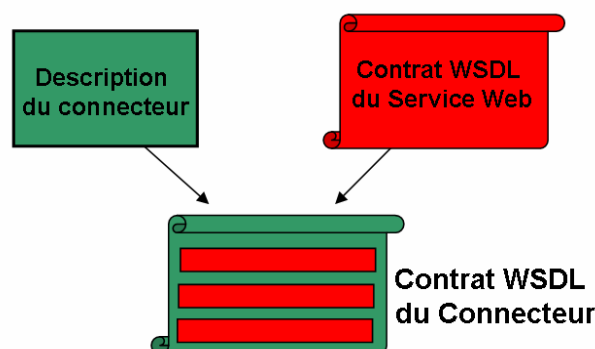 Description
du connecteur
Contrat WSDL
du Service Web
Contrat WSDL
du Connecteur